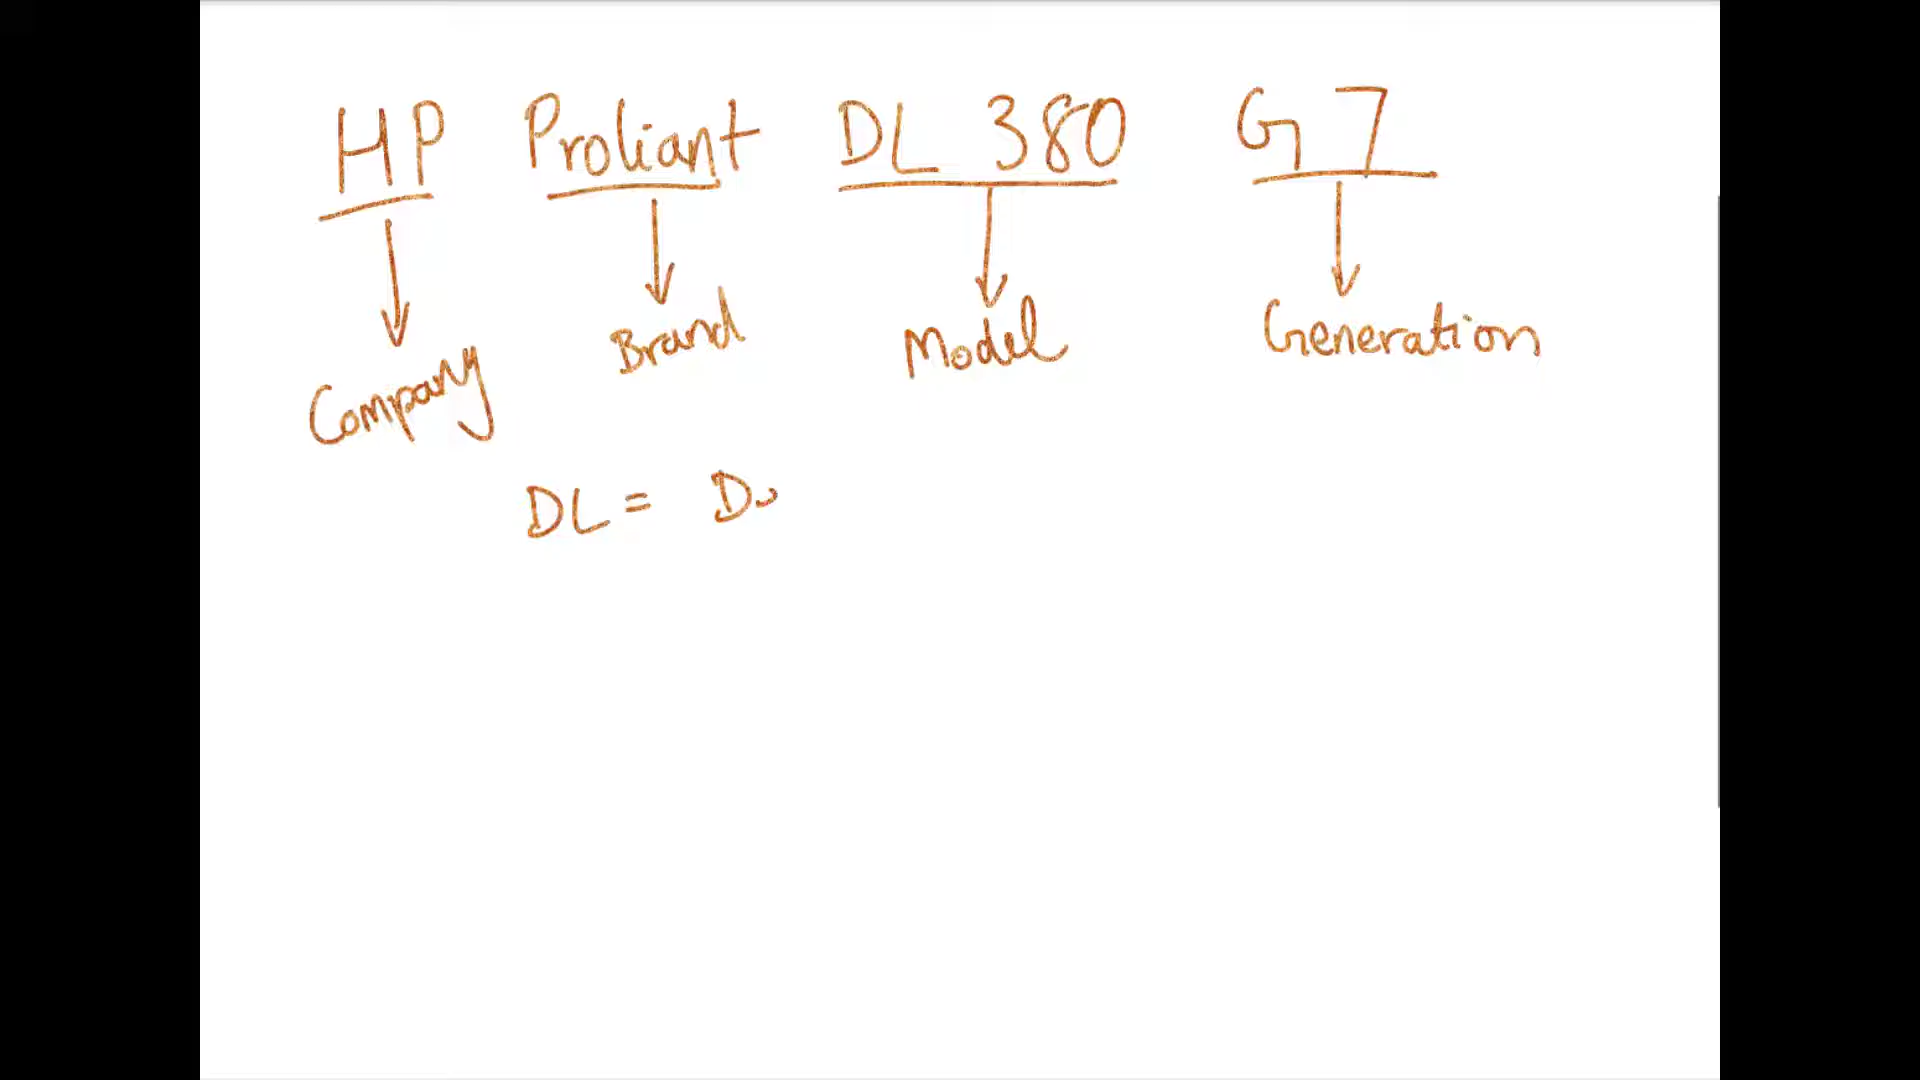 HP Proliant DL 380 G7
Company Brand Model Generation
DL = D